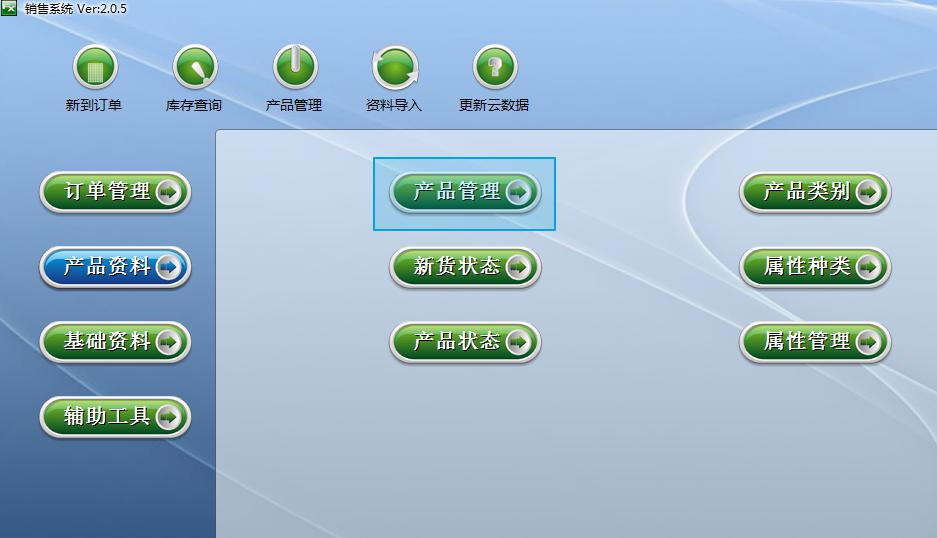 销售系统 Ver:2.0.5
新到订单 库存查询 产品管理 资料导入 更新云数据
订单管理 产品管理 产品类别
产品资料 新货状态 属性种类
基础资料 产品状态 属性管理
辅助工具